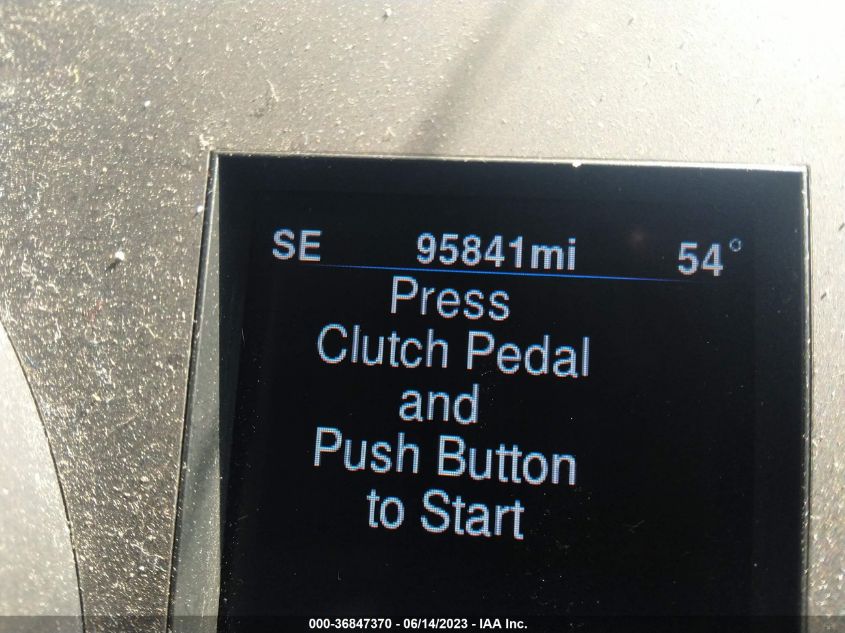 SE 95841mi 54°
Press
Clutch Pedal
and
Push Button
to Start
000-36847370 - 06/14/2023 - IAA Inc.